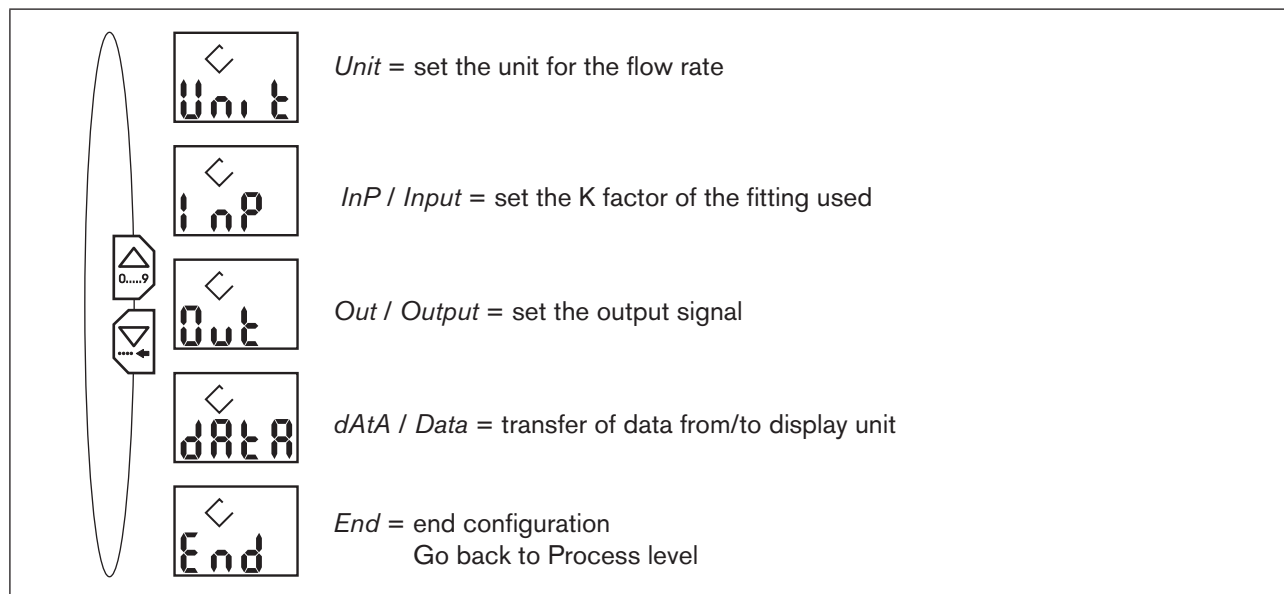 Unit
Unit = set the unit for the flow rate
InP
InP / Input = set the K factor of the fitting used
0.....9
Out
Out / Output = set the output signal
dAtA
dAtA / Data = transfer of data from/to display unit
End
End = end configuration
Go back to Process level